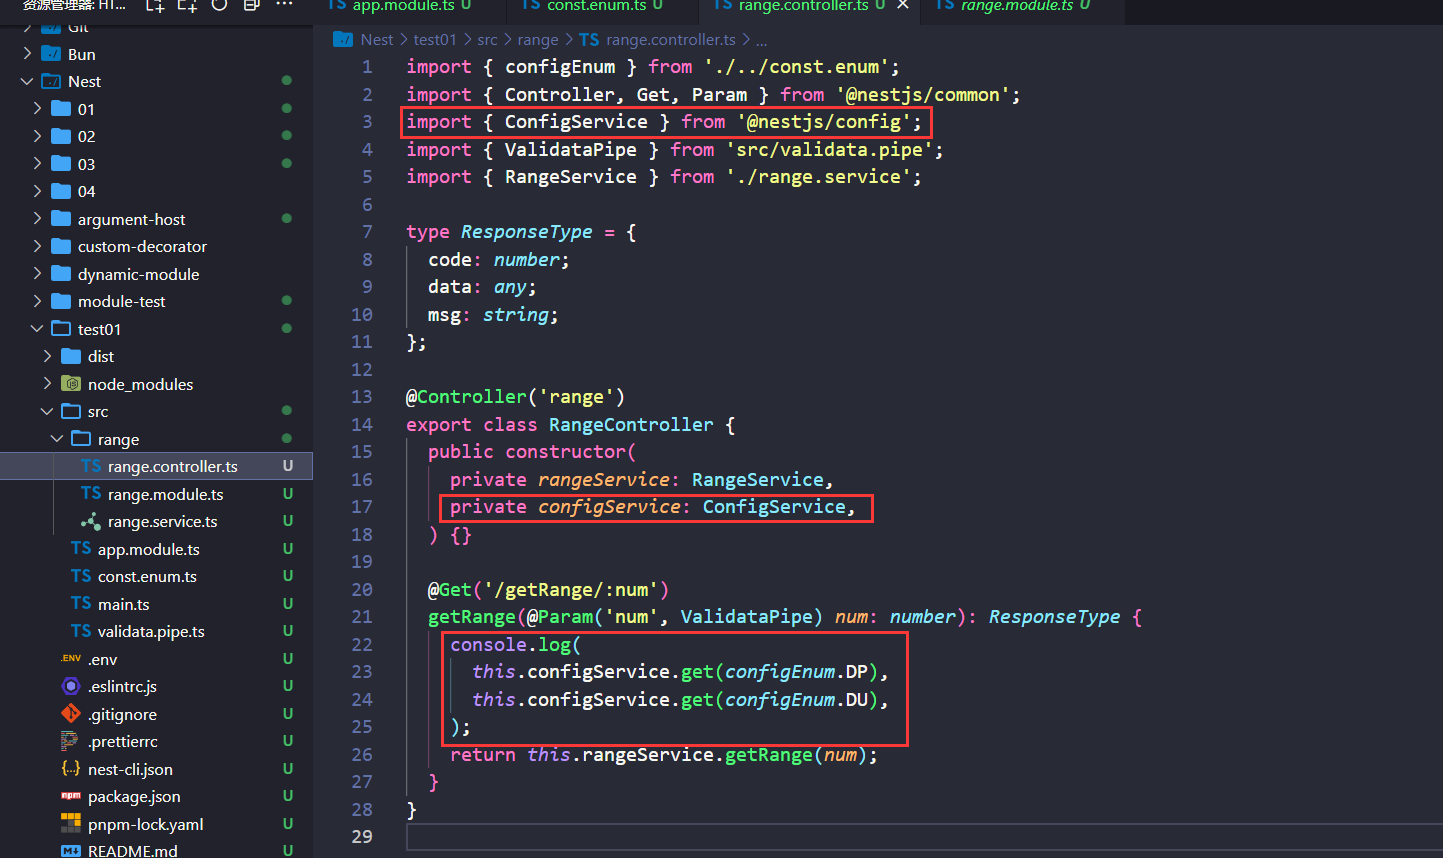 资源管理器: HT...
Git
Bun
Nest
01
02
03
04
argument-host
custom-decorator
dynamic-module
module-test
test01
dist
node_modules
src
range
TS range.controller.ts U
TS range.module.ts U
range.service.ts U
TS app.module.ts U
TS const.enum.ts U
TS main.ts U
TS validata.pipe.ts U
.ENV .env U
.eslintrc.js U
.gitignore U
.prettierrc U
{..} nest-cli.json U
npm package.json U
pnpm-lock.yaml U
README.md U
TS app.module.ts U
TS const.enum.ts U
TS range.controller.ts U
TS range.module.ts U
Nest > test01 > src > range > TS range.controller.ts > ...
1 import { configEnum } from './../const.enum';
2 import { Controller, Get, Param } from '@nestjs/common';
3 import { ConfigService } from '@nestjs/config';
4 import { ValidataPipe } from 'src/validata.pipe';
5 import { RangeService } from './range.service';
6
7 type ResponseType = {
8 code: number;
9 data: any;
10 msg: string;
11 };
12
13 @Controller('range')
14 export class RangeController {
15 public constructor(
16 private rangeService: RangeService,
17 private configService: ConfigService,
18 ) {}
19
20 @Get('/getRange/:num')
21 getRange(@Param('num', ValidataPipe) num: number): ResponseType {
22 console.log(
23 this.configService.get(configEnum.DP),
24 this.configService.get(configEnum.DU),
25 );
26 return this.rangeService.getRange(num);
27 }
28 }
29